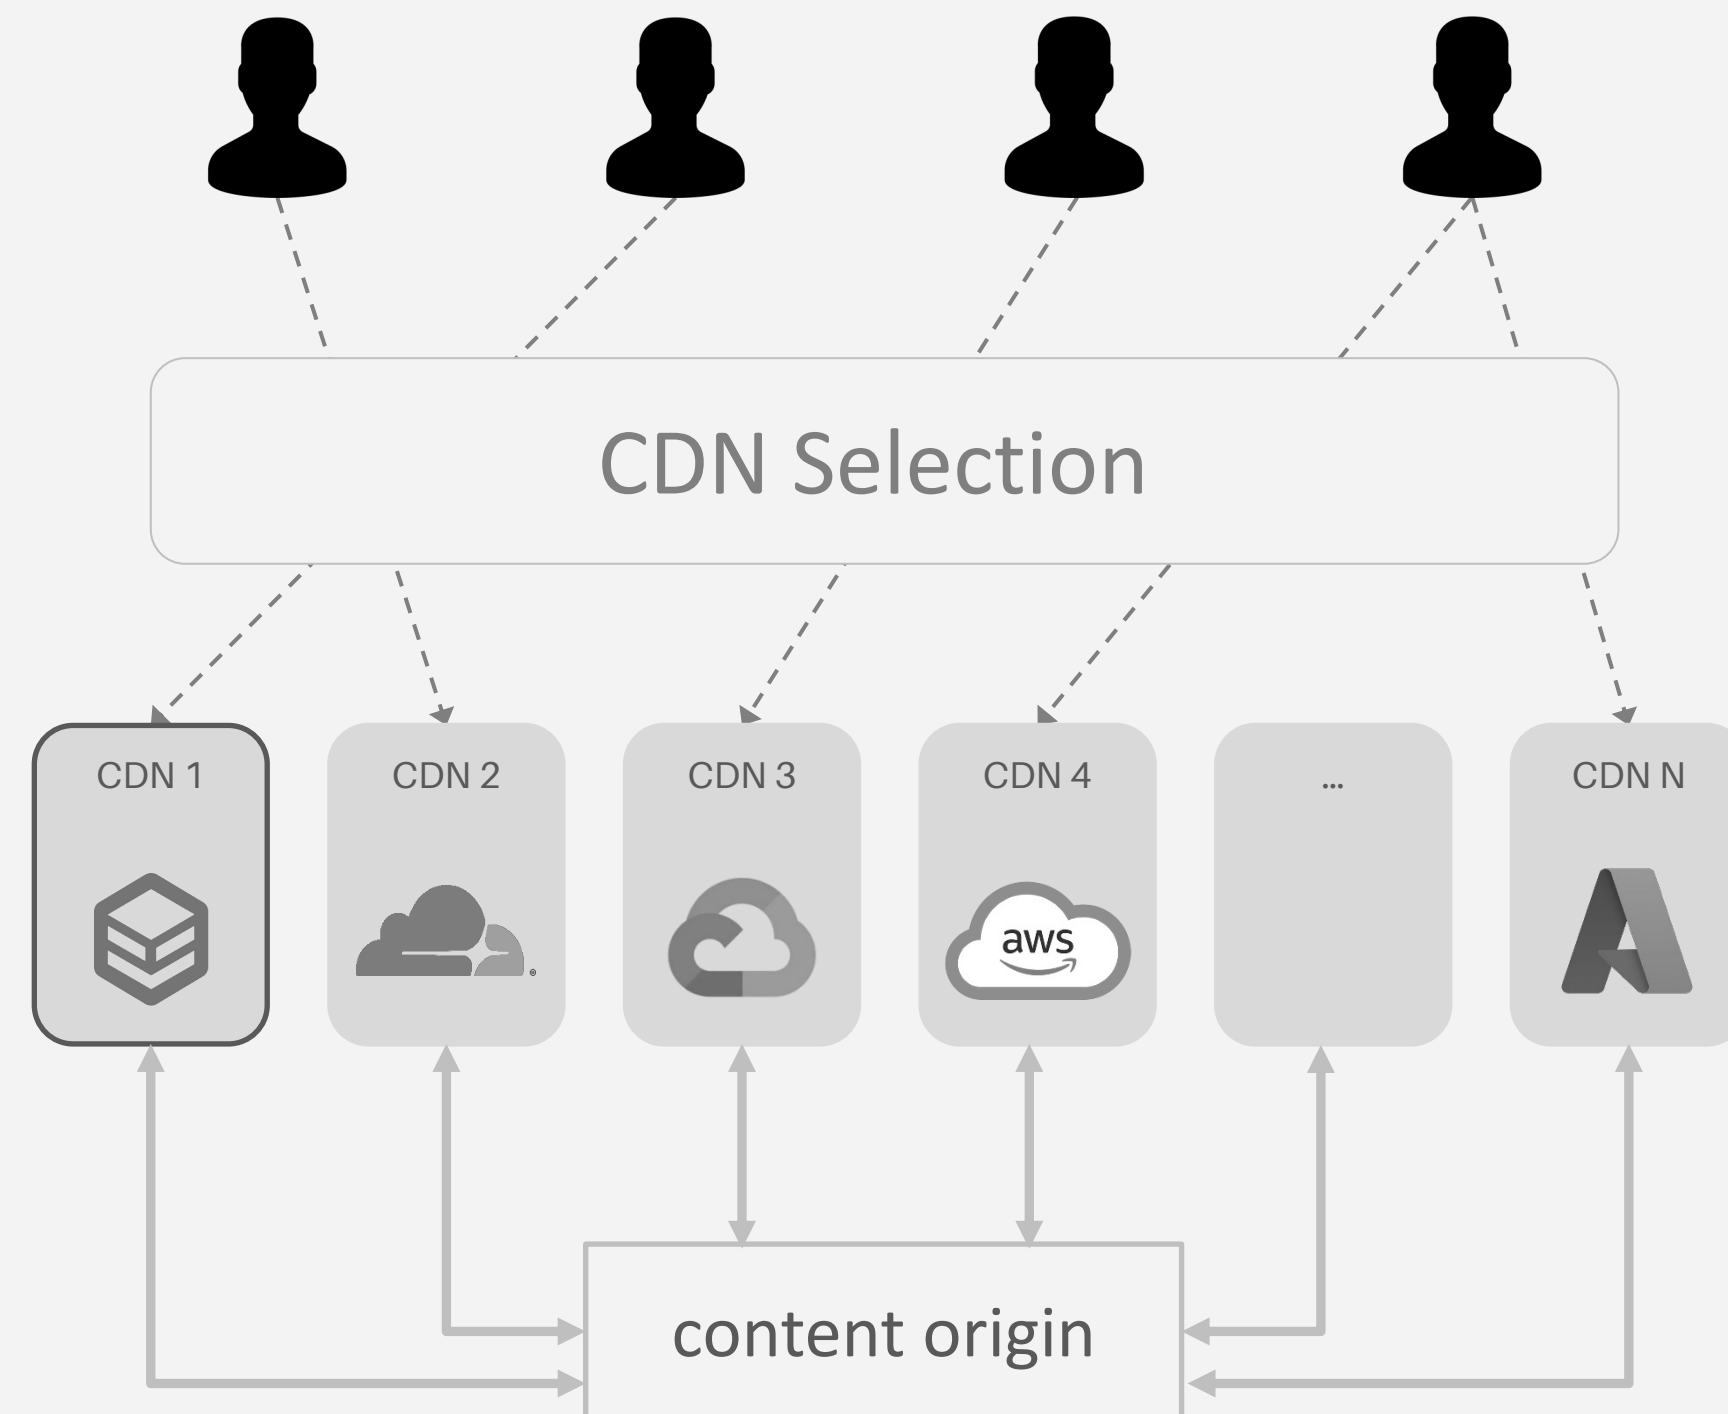 CDN Selection
CDN 1
CDN 2
CDN 3
CDN 4
...
CDN N
aws
®
content origin